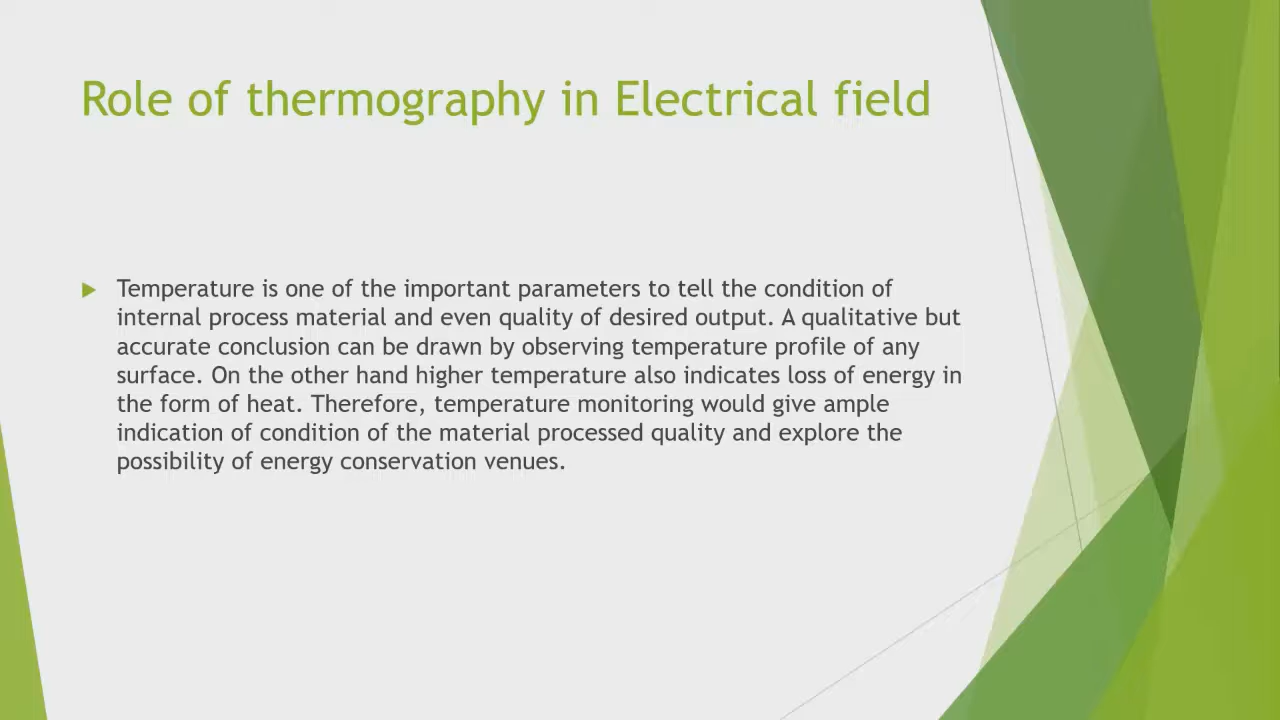 Role of thermography in Electrical field
Temperature is one of the important parameters to tell the condition of
internal process material and even quality of desired output. A qualitative but
accurate conclusion can be drawn by observing temperature profile of any
surface. On the other hand higher temperature also indicates loss of energy in
the form of heat. Therefore, temperature monitoring would give ample
indication of condition of the material processed quality and explore the
possibility of energy conservation venues.